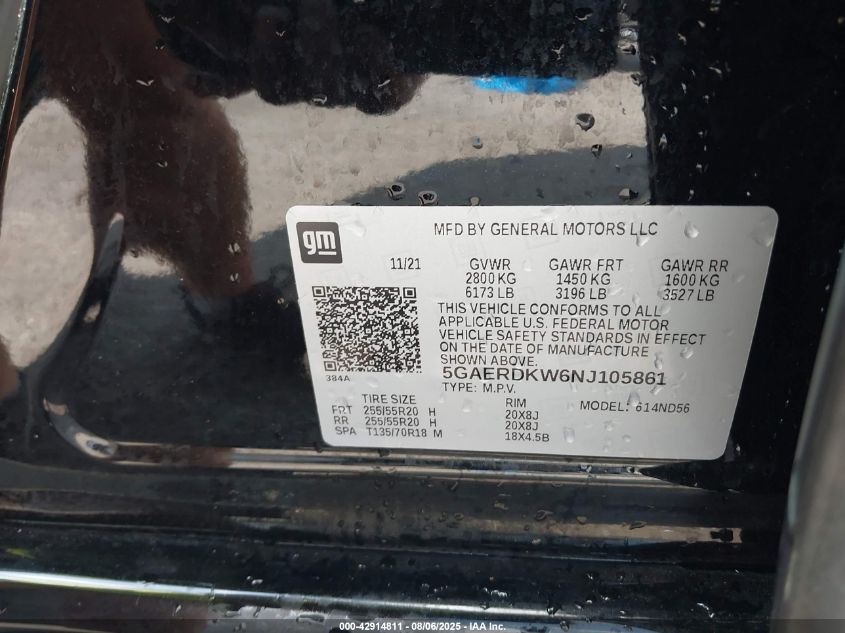 gm
MFD BY GENERAL MOTORS LLC
11/21 GVWR GAWR FRT GAWR RR
2800 KG 1450 KG 1600 KG
6173 LB 3196 LB 3527 LB
THIS VEHICLE CONFORMS TO ALL
APPLICABLE U.S. FEDERAL MOTOR
VEHICLE SAFETY STANDARDS IN EFFECT
ON THE DATE OF MANUFACTURE
SHOWN ABOVE.
384A
5GAERDKW6NJ105861
TYPE: M.P.V.
TIRE SIZE RIM MODEL: 614ND56
FRT 255/55R20 H 20X8J
RR 255/55R20 H 20X8J
SPA T135/70R18 M 18X4.5B
000-42914811 - 08/06/2025 - IAA Inc.